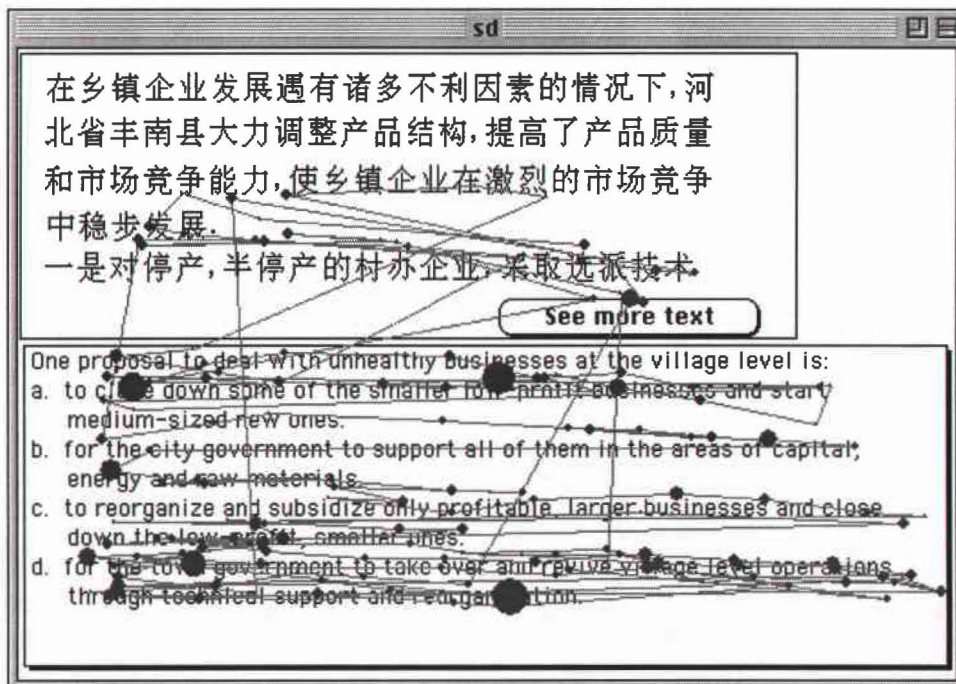 sd
在乡镇企业发展遇有诸多不利因素的情况下,河
北省丰南县大力调整产品结构,提高了产品质量
和市场竞争能力,使乡镇企业在激烈的市场竞争
中稳步发展.
一是对停产,半停产的村办企业,采取选派技术
See more text
One proposal to deal with unhealthy businesses at the village level is:
a. to close down some of the smaller low-profit businesses and start
medium-sized new ones.
b. for the city government to support all of them in the areas of capital,
energy and raw materials.
c. to reorganize and subsidize only profitable, larger businesses and close
down the low-profit, smaller ones.
d. for the town government to take over and revive village level operations
through technical support and reorganization.